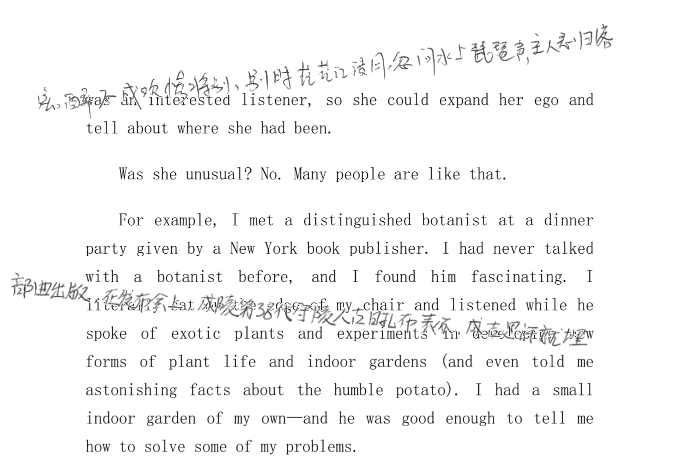 醉不成欢惨将别,别时茫茫江浸月.忽闻水上琵琶声,主人忘归客
was an interested listener, so she could expand her ego and
tell about where she had been.
Was she unusual? No. Many people are like that.
For example, I met a distinguished botanist at a dinner
party given by a New York book publisher. I had never talked
with a botanist before, and I found him fascinating. I
部曲出版.在发布会上,成陵第38代守陵人古日扎布表示,成吉思汗就埋
sat of my chair and listened while he
spoke of exotic plants and experiments in new
forms of plant life and indoor gardens (and even told me
astonishing facts about the humble potato). I had a small
indoor garden of my own—and he was good enough to tell me
how to solve some of my problems.